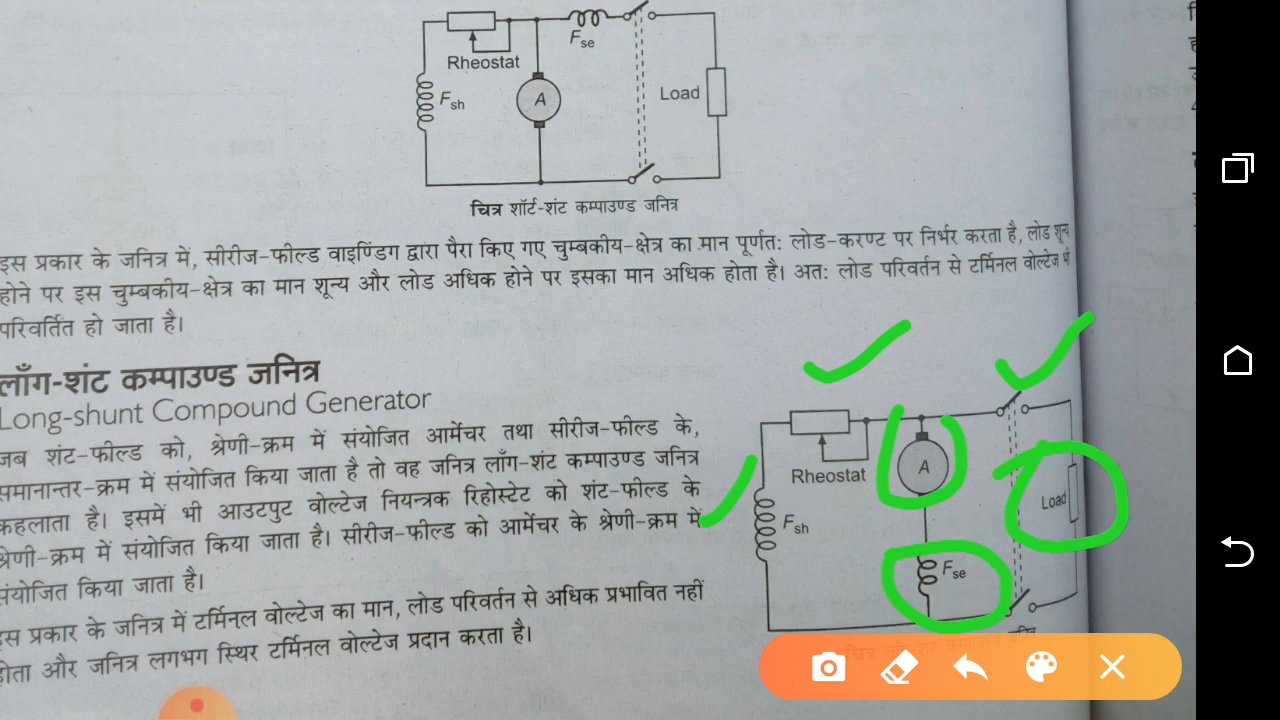 Rheostat
F se
F sh
A
Load
चित्र शॉर्ट-शंट कम्पाउण्ड जनित्र
इस प्रकार के जनित्र में, सीरीज-फील्ड वाइण्डिंग द्वारा पैरा किए गए चुम्बकीय-क्षेत्र का मान पूर्णत: लोड-करण्ट पर निर्भर करता है, लोड शून्य
होने पर इस चुम्बकीय-क्षेत्र का मान शून्य और लोड अधिक होने पर इसका मान अधिक होता है। अत: लोड परिवर्तन से टर्मिनल वोल्टेज भी
परिवर्तित हो जाता है।
लाँग-शंट कम्पाउण्ड जनित्र
Long-shunt Compound Generator
जब शंट-फील्ड को, श्रेणी-क्रम में संयोजित आर्मेचर तथा सीरीज-फील्ड के,
समानान्तर-क्रम में संयोजित किया जाता है तो वह जनित्र लाँग-शंट कम्पाउण्ड जनित्र
कहलाता है। इसमें भी आउटपुट वोल्टेज नियन्त्रक रिहोस्टेट को शंट-फील्ड के
श्रेणी-क्रम में संयोजित किया जाता है। सीरीज-फील्ड को आर्मेचर के श्रेणी-क्रम में
संयोजित किया जाता है।
इस प्रकार के जनित्र में टर्मिनल वोल्टेज का मान, लोड परिवर्तन से अधिक प्रभावित नहीं
होता और जनित्र लगभग स्थिर टर्मिनल वोल्टेज प्रदान करता है।
Rheostat
A
Load
F sh
F se